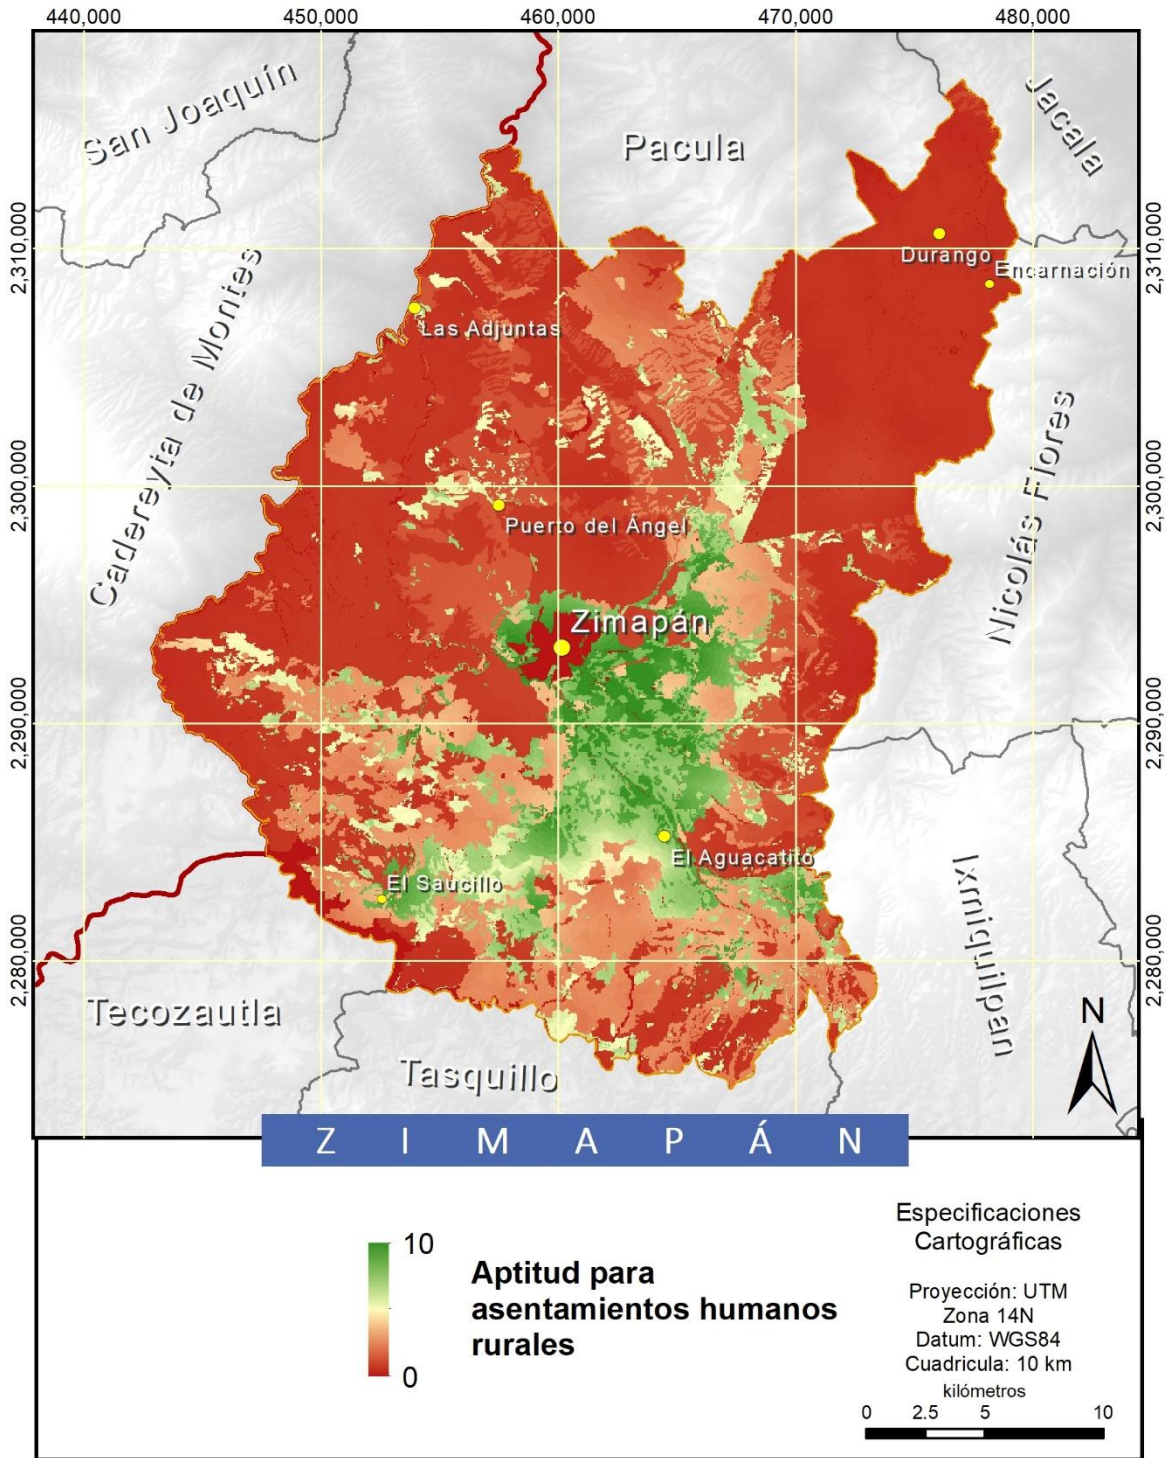 440,000
450,000
460,000
470,000
480,000
San Joaquín
Pacula
Jacala
2,310,000
2,310,000
Durango
Encarnación
Las Adjuntas
Cadereyta de Montes
2,300,000
2,300,000
Puerto del Ángel
Nicolás Flores
Zimapán
2,290,000
2,290,000
El Aguacatito
El Saucillo
Ixmiquilpan
2,280,000
2,280,000
Tecozautla
Tasquillo
N
Z I M A P Á N
10
0
Aptitud para
asentamientos humanos
rurales
Especificaciones
Cartográficas
Proyección: UTM
Zona 14N
Datum: WGS84
Cuadricula: 10 km
kilómetros
0 2.5 5 10